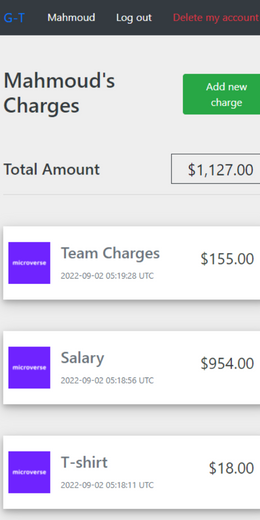 G-T Mahmoud Log out Delete my account
Mahmoud's
Charges
Add new
charge
Total Amount $1,127.00
microverse
Team Charges
2022-09-02 05:19:28 UTC
$155.00
microverse
Salary
2022-09-02 05:18:56 UTC
$954.00
microverse
T-shirt
2022-09-02 05:18:11 UTC
$18.00